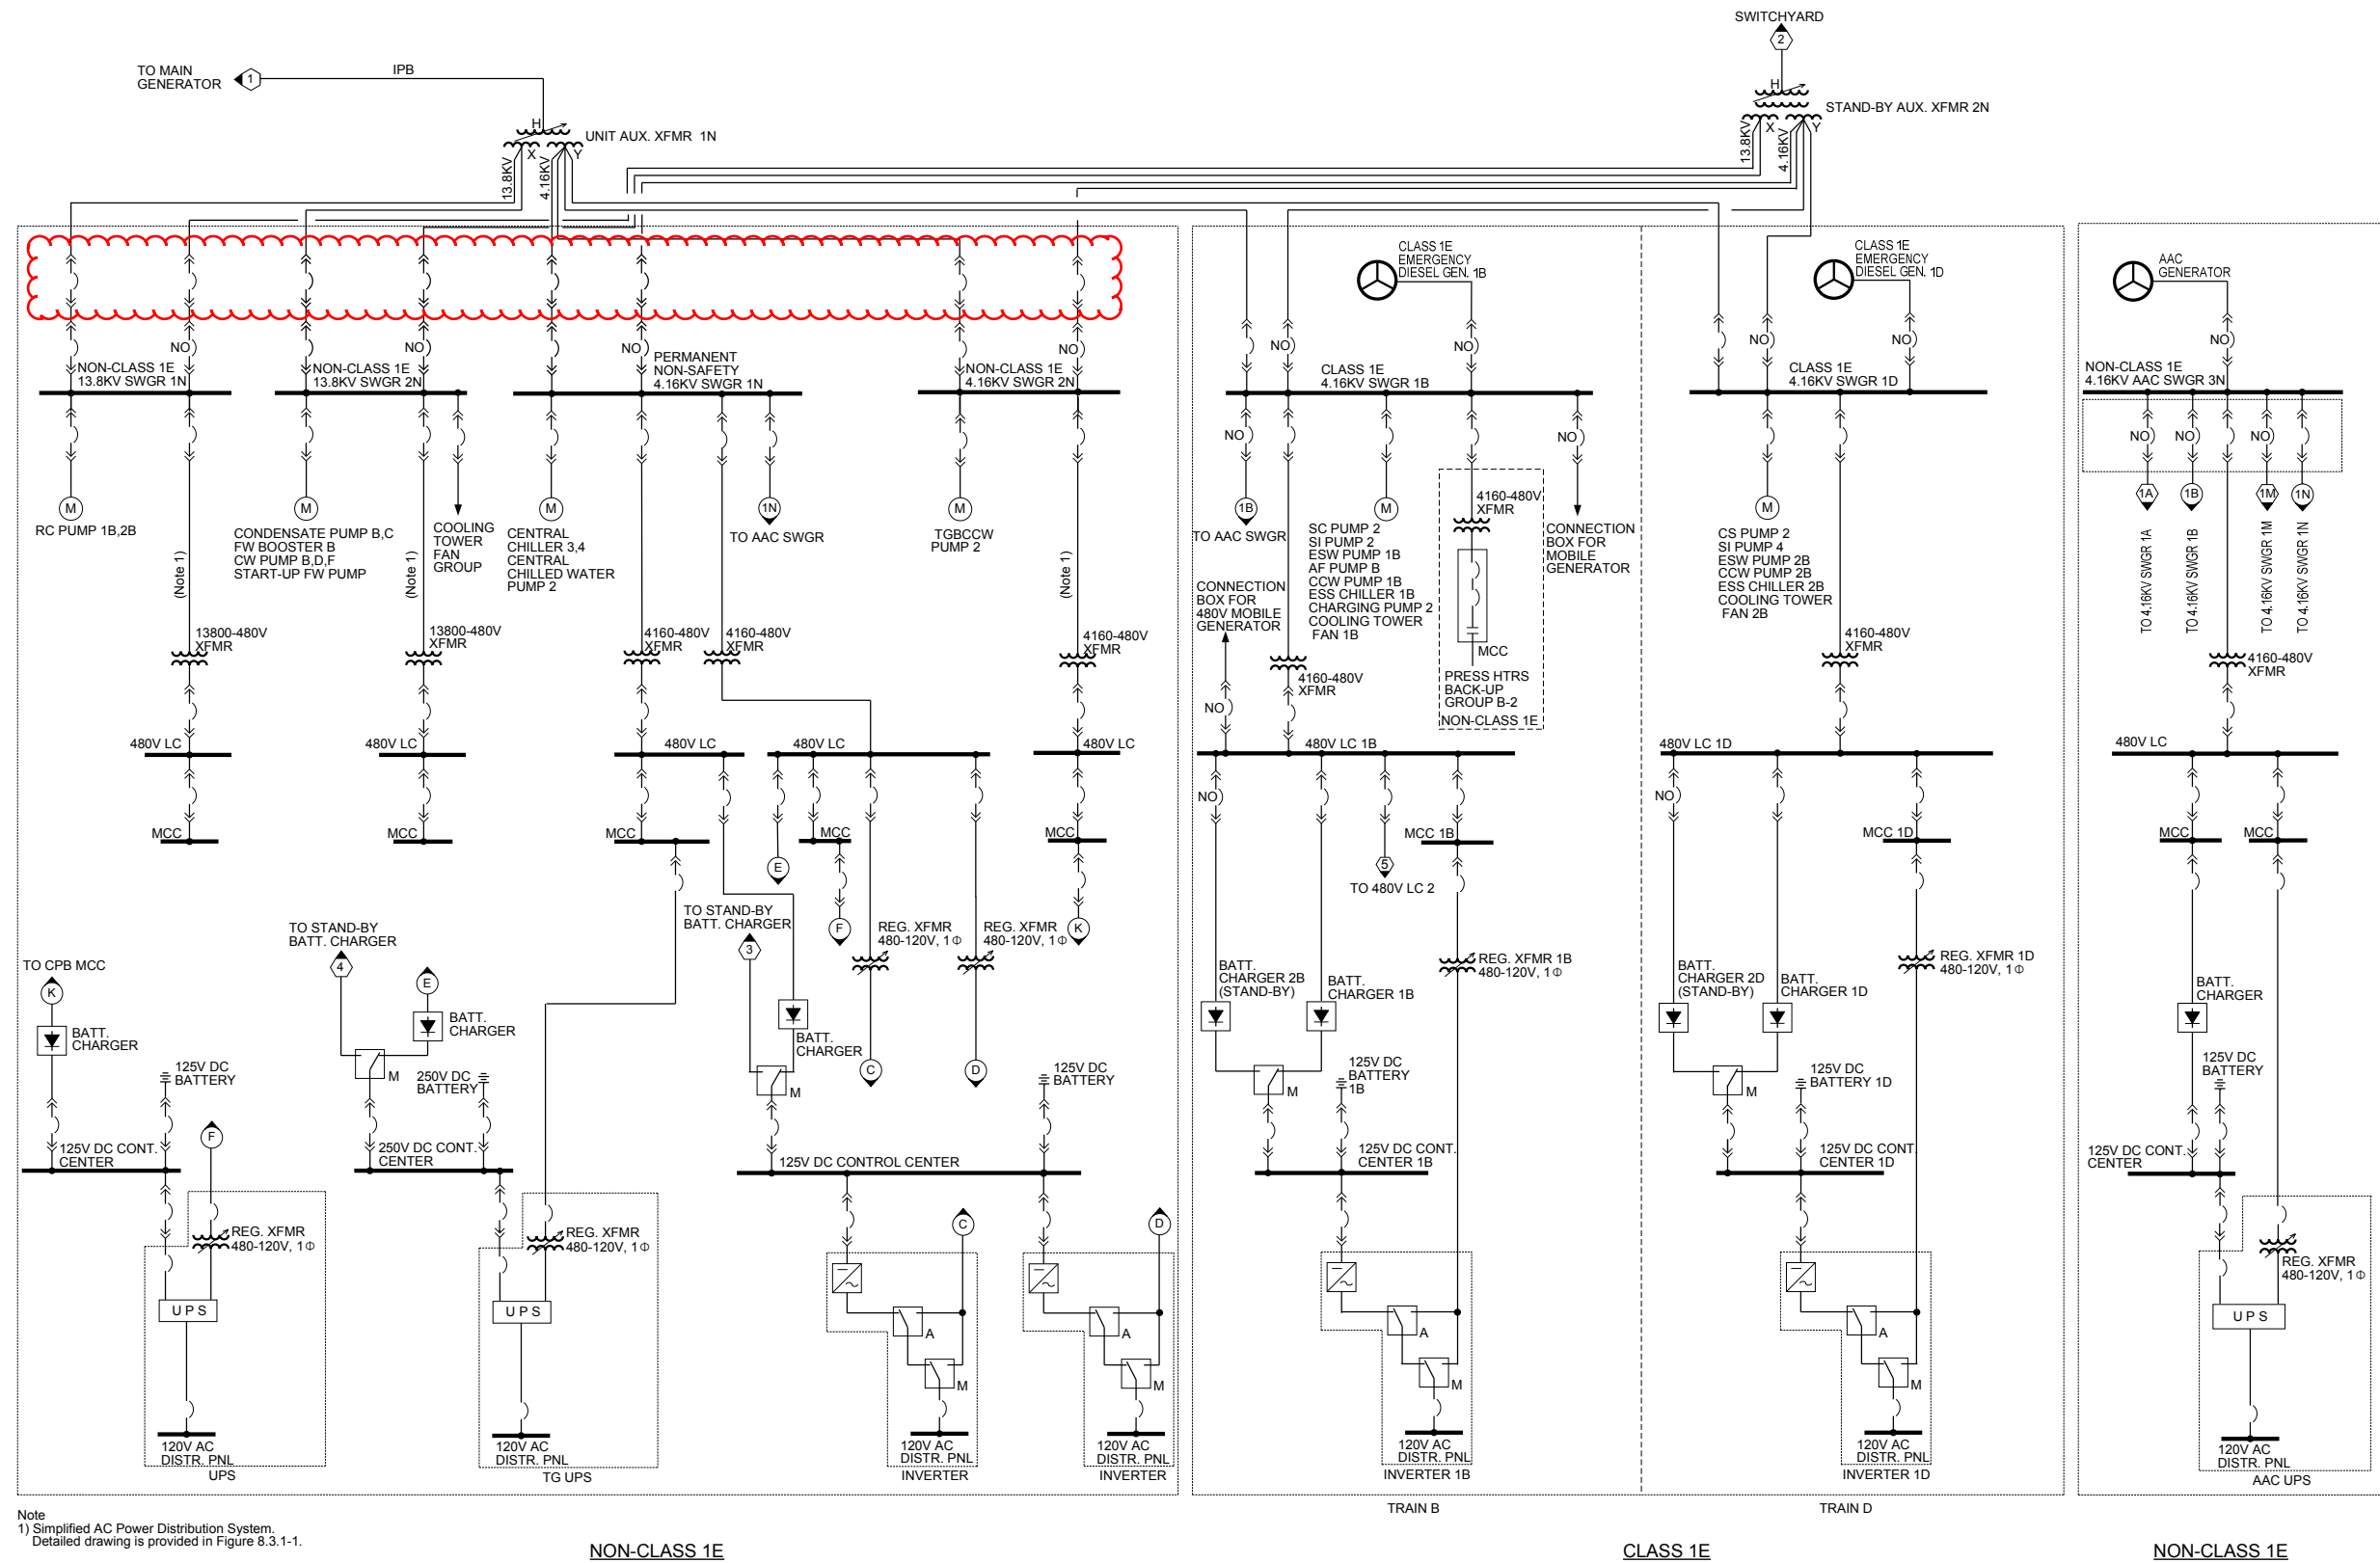 SWITCHYARD
2
TO MAIN
GENERATOR
1
IPB
H
UNIT AUX. XFMR 1N
X
Y
13.8KV
4.16KV
H
STAND-BY AUX. XFMR 2N
X
Y
13.8KV
4.16KV
CLASS 1E
EMERGENCY
DIESEL GEN. 1B
CLASS 1E
EMERGENCY
DIESEL GEN. 1D
AAC
GENERATOR
NO
NO
NO
NO
NO
NO
NO
NO
NO
NON-CLASS 1E
13.8KV SWGR 1N
NON-CLASS 1E
13.8KV SWGR 2N
PERMANENT
NON-SAFETY
4.16KV SWGR 1N
NON-CLASS 1E
4.16KV SWGR 2N
CLASS 1E
4.16KV SWGR 1B
CLASS 1E
4.16KV SWGR 1D
NON-CLASS 1E
4.16KV AAC SWGR 3N
NO
NO
NO
NO
NO
M
RC PUMP 1B,2B
(Note 1)
M
CONDENSATE PUMP B,C
FW BOOSTER B
CW PUMP B,D,F
START-UP FW PUMP
(Note 1)
COOLING
TOWER
FAN
GROUP
M
CENTRAL
CHILLER 3,4
CENTRAL
CHILLED WATER
PUMP 2
1N
TO AAC SWGR
M
TGBCCW
PUMP 2
(Note 1)
1B
TO AAC SWGR
M
SC PUMP 2
SI PUMP 2
ESW PUMP 1B
AF PUMP B
CCW PUMP 1B
ESS CHILLER 1B
CHARGING PUMP 2
COOLING TOWER
FAN 1B
4160-480V
XFMR
MCC
PRESS HTRS
BACK-UP
GROUP B-2
NON-CLASS 1E
CONNECTION
BOX FOR
MOBILE
GENERATOR
CONNECTION
BOX FOR
480V MOBILE
GENERATOR
M
CS PUMP 2
SI PUMP 4
ESW PUMP 2B
CCW PUMP 2B
ESS CHILLER 2B
COOLING TOWER
FAN 2B
1A
1B
1M
1N
TO 4.16KV SWGR 1A
TO 4.16KV SWGR 1B
TO 4.16KV SWGR 1M
TO 4.16KV SWGR 1N
13800-480V
XFMR
13800-480V
XFMR
4160-480V
XFMR
4160-480V
XFMR
4160-480V
XFMR
4160-480V
XFMR
4160-480V
XFMR
4160-480V
XFMR
NO
480V LC
480V LC
480V LC
480V LC
480V LC
480V LC 1B
480V LC 1D
480V LC
NO
NO
MCC
MCC
MCC
MCC
MCC
MCC 1B
MCC 1D
MCC
MCC
E
F
K
5
TO 480V LC 2
TO STAND-BY
BATT. CHARGER
4
TO STAND-BY
BATT. CHARGER
3
REG. XFMR
480-120V, 1Φ
REG. XFMR
480-120V, 1Φ
REG. XFMR 1B
480-120V, 1Φ
REG. XFMR 1D
480-120V, 1Φ
TO CPB MCC
K
BATT.
CHARGER
E
BATT.
CHARGER
BATT.
CHARGER
BATT.
CHARGER 2B
(STAND-BY)
BATT.
CHARGER 1B
BATT.
CHARGER 2D
(STAND-BY)
BATT.
CHARGER 1D
BATT.
CHARGER
M
M
M
M
C
D
125V DC
BATTERY
250V DC
BATTERY
125V DC
BATTERY
125V DC
BATTERY
1B
125V DC
BATTERY 1D
125V DC
BATTERY
F
125V DC CONT.
CENTER
250V DC CONT.
CENTER
125V DC CONTROL CENTER
125V DC CONT.
CENTER 1B
125V DC CONT.
CENTER 1D
125V DC CONT.
CENTER
REG. XFMR
480-120V, 1Φ
REG. XFMR
480-120V, 1Φ
C
D
REG. XFMR
480-120V, 1Φ
UPS
UPS
UPS
A
A
A
A
M
M
M
M
120V AC
DISTR. PNL
UPS
120V AC
DISTR. PNL
TG UPS
120V AC
DISTR. PNL
INVERTER
120V AC
DISTR. PNL
INVERTER
120V AC
DISTR. PNL
INVERTER 1B
120V AC
DISTR. PNL
INVERTER 1D
120V AC
DISTR. PNL
AAC UPS
TRAIN B
TRAIN D
Note
1) Simplified AC Power Distribution System.
Detailed drawing is provided in Figure 8.3.1-1.
NON-CLASS 1E
CLASS 1E
NON-CLASS 1E